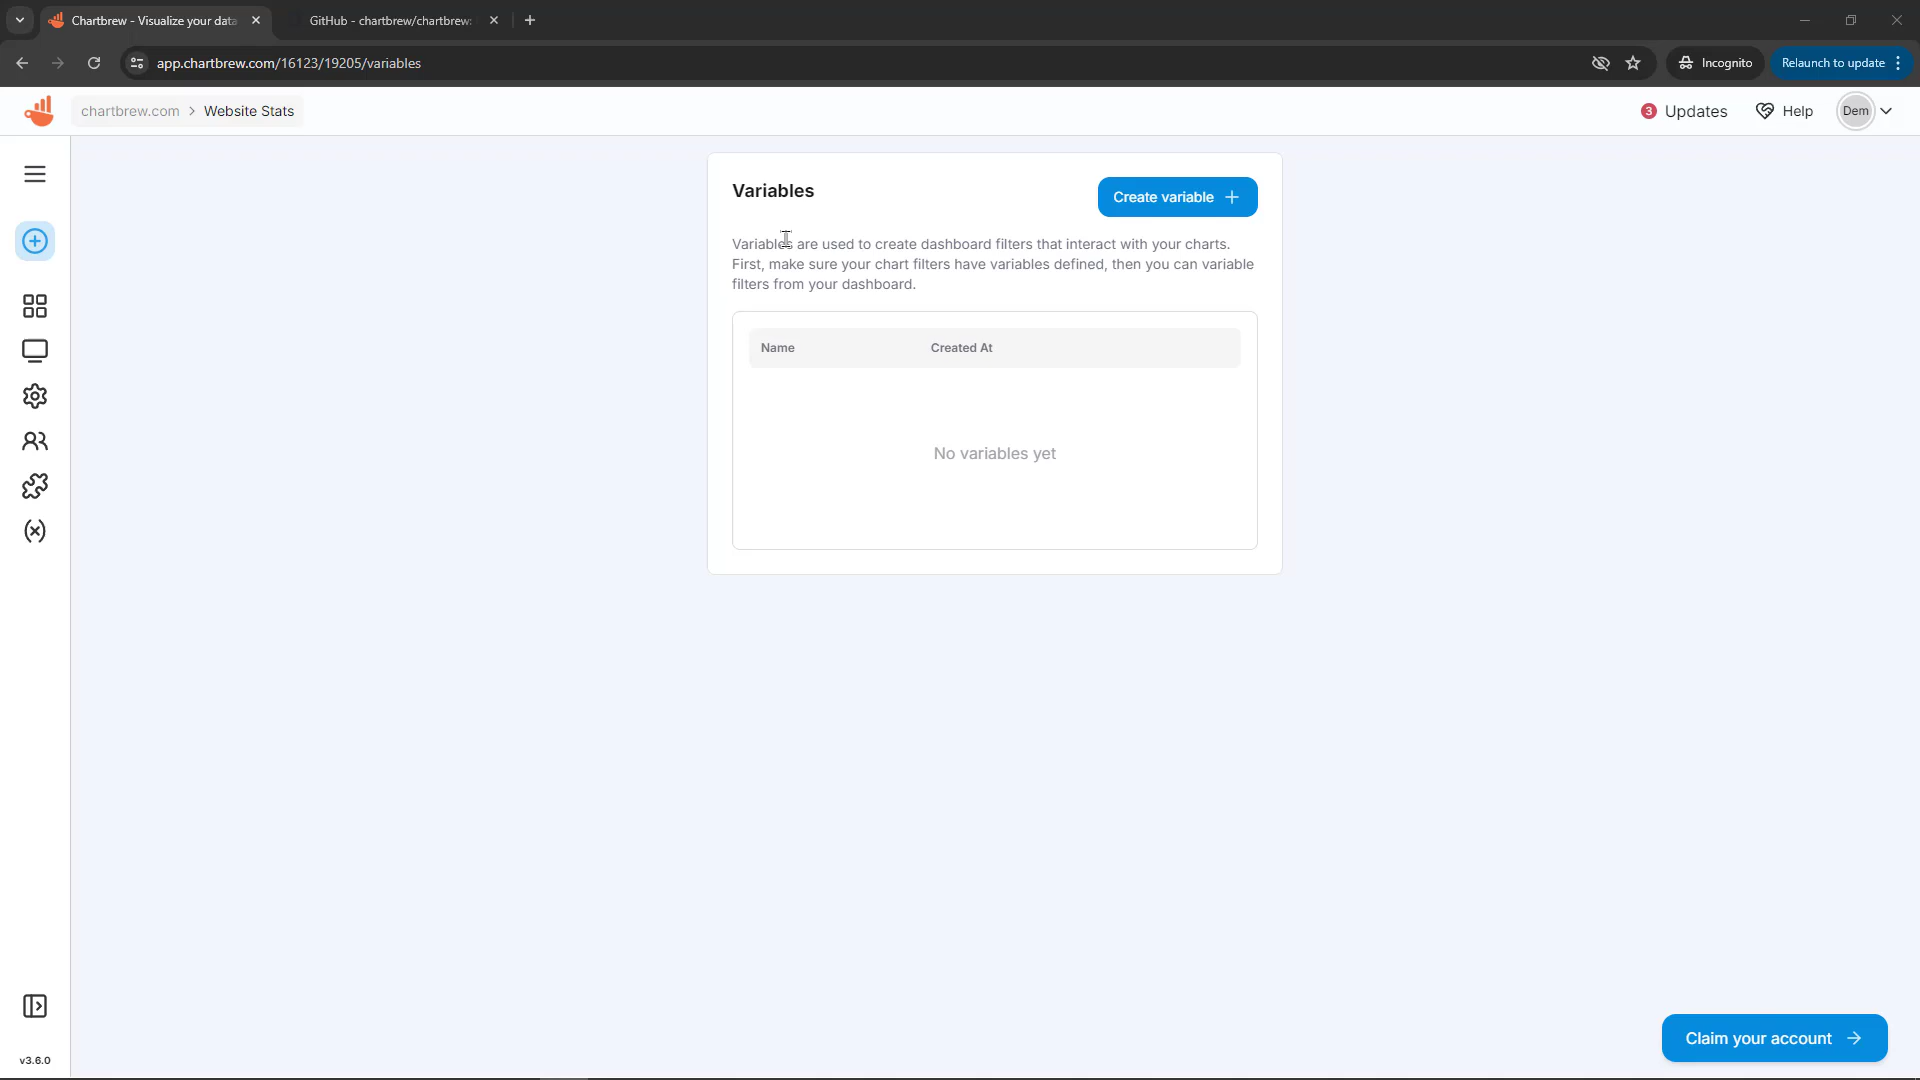 Chartbrew - Visualize your data
GitHub - chartbrew/chartbrew:
app.chartbrew.com/16123/19205/variables
Incognito
Relaunch to update
chartbrew.com > Website Stats
3 Updates
Help
Dem
Variables
Create variable
Variables are used to create dashboard filters that interact with your charts.
First, make sure your chart filters have variables defined, then you can variable
filters from your dashboard.
Name
Created At
No variables yet
Claim your account
v3.6.0